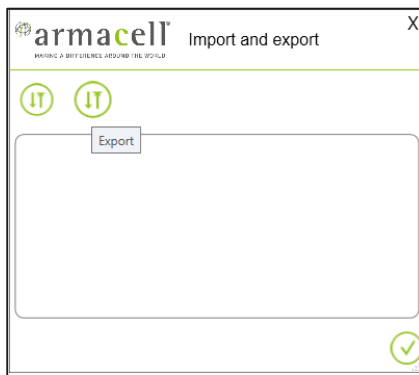 armacell® Import and export X
MAKING A DIFFERENCE AROUND THE WORLD
Export